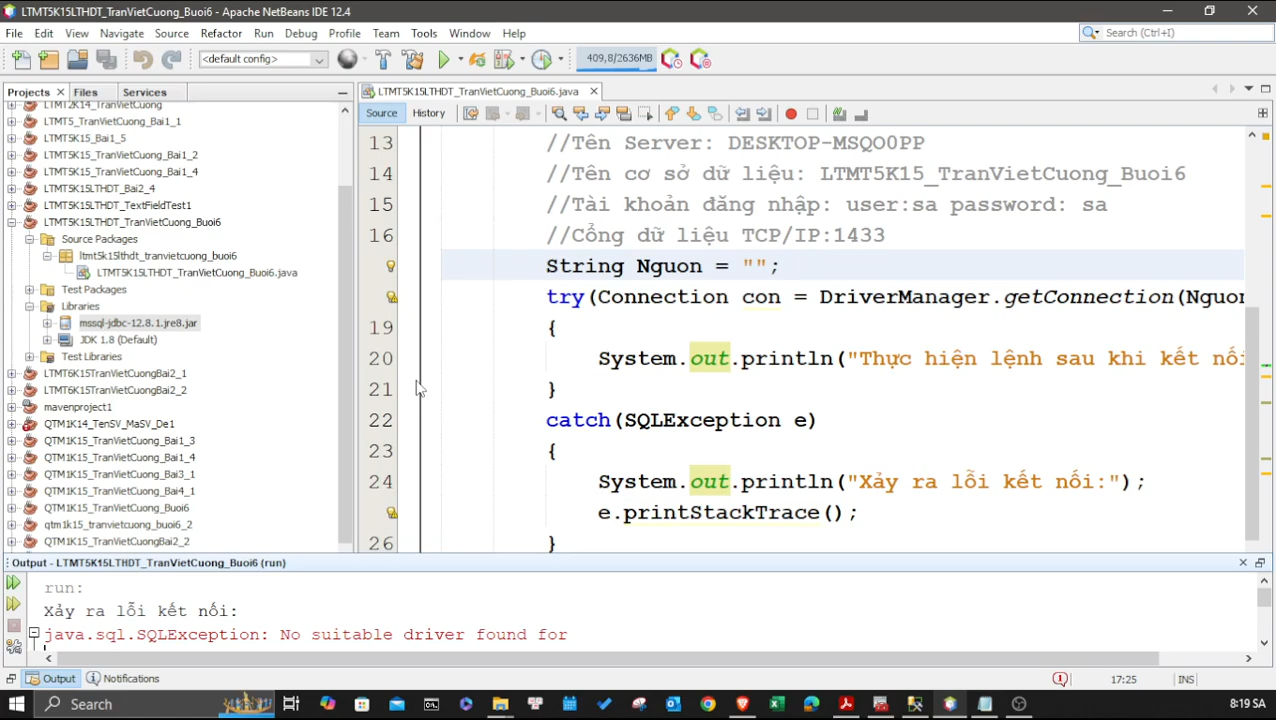 LTMT5K15LTHDT_TranVietCuong_Buoi6 - Apache NetBeans IDE 12.4
File Edit View Navigate Source Refactor Run Debug Profile Team Tools Window Help
Search (Ctrl+I)
<default config>
409,8/2636MB
Projects Files Services
LTMT5K15LTHDT_TranVietCuong_Buoi6.java
Source History
LTMT2K14_TranVietCuong
LTMT5_TranVietCuong_Bai1_1
LTMT5K15_Bai1_5
LTMT5K15_TranVietCuong_Bai1_2
LTMT5K15_TranVietCuong_Bai1_4
LTMT5K15LTHDT_Bai2_4
LTMT5K15LTHDT_TextFieldTest1
LTMT5K15LTHDT_TranVietCuong_Buoi6
Source Packages
ltmt5k15lthdt_tranvietcuong_buoi6
LTMT5K15LTHDT_TranVietCuong_Buoi6.java
Test Packages
Libraries
mssql-jdbc-12.8.1.jre8.jar
JDK 1.8 (Default)
Test Libraries
LTMT6K15TranVietCuongBai2_1
LTMT6K15TranVietCuongBai2_2
mavenproject1
QTM1K14_TenSV_MaSV_De1
QTM1K15_TranVietCuong_Bai1_3
QTM1K15_TranVietCuong_Bai1_4
QTM1K15_TranVietCuong_Bai3_1
QTM1K15_TranVietCuong_Bai4_1
QTM1K15_TranVietCuong_Buoi6
qtm1k15_tranvietcuong_buoi6_2
QTM1K15_TranVietCuongBai2_2
13 //Tên Server: DESKTOP-MSQO0PP
14 //Tên cơ sở dữ liệu: LTMT5K15_TranVietCuong_Buoi6
15 //Tài khoản đăng nhập: user:sa password: sa
16 //Cổng dữ liệu TCP/IP:1433
String Nguon = "";
try(Connection con = DriverManager.getConnection(Nguon
19 {
20 System.out.println("Thực hiện lệnh sau khi kết nối
21 }
22 catch(SQLException e)
23 {
24 System.out.println("Xảy ra lỗi kết nối:");
e.printStackTrace();
26 }
Output - LTMT5K15LTHDT_TranVietCuong_Buoi6 (run)
run:
Xảy ra lỗi kết nối:
java.sql.SQLException: No suitable driver found for
Output Notifications
17:25 INS
Search
8:19 SA